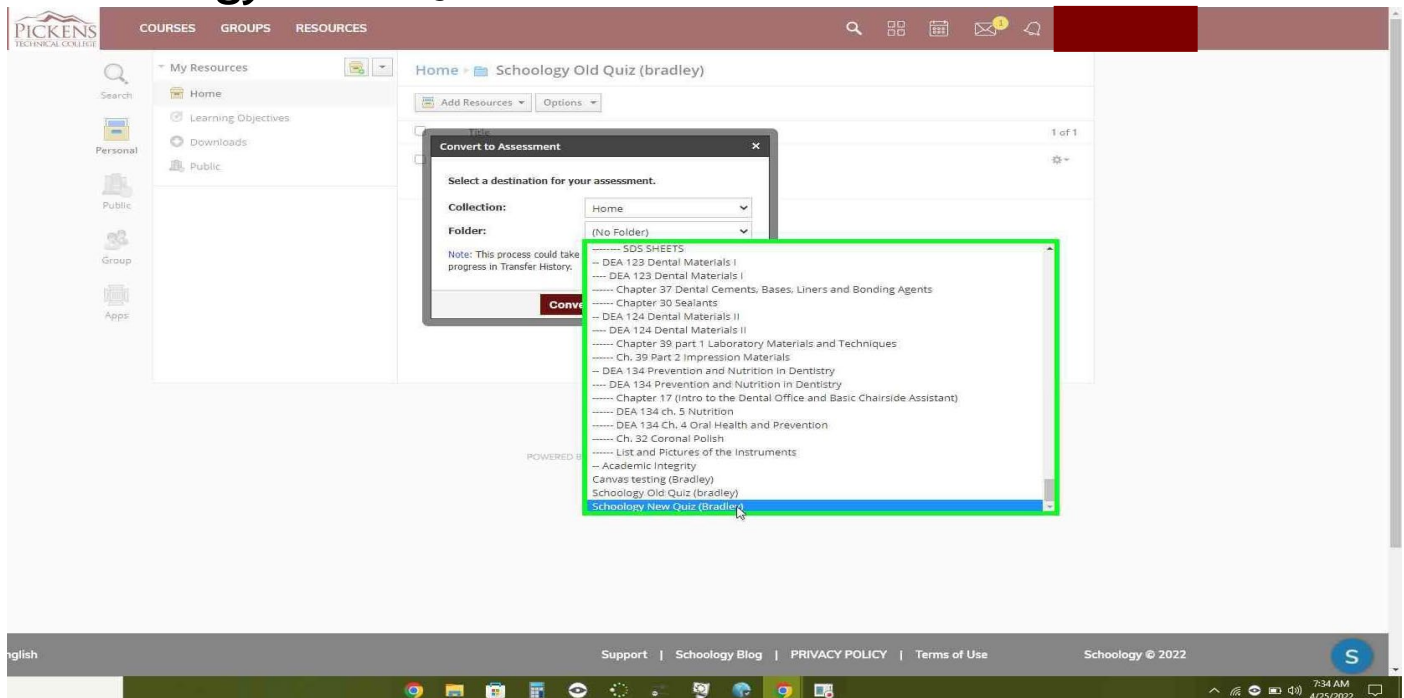 PICKENS
TECHNICAL COLLEGE
COURSES GROUPS RESOURCES
1
Search
Personal
Public
Group
Apps
My Resources
Home
Learning Objectives
Downloads
Public
Home Schoology Old Quiz (bradley)
Add Resources Options
Title 1 of 1
Convert to Assessment ×
Select a destination for your assessment.
Collection: Home
Folder: (No Folder)
Note: This process could take
progress in Transfer History.
-------- SDS SHEETS
-- DEA 123 Dental Materials I
---- DEA 123 Dental Materials I
------ Chapter 37 Dental Cements, Bases, Liners and Bonding Agents
------ Chapter 30 Sealants
-- DEA 124 Dental Materials II
---- DEA 124 Dental Materials II
------ Chapter 39 part 1 Laboratory Materials and Techniques
------ Ch. 39 Part 2 Impression Materials
-- DEA 134 Prevention and Nutrition in Dentistry
---- DEA 134 Prevention and Nutrition in Dentistry
------ Chapter 17 (Intro to the Dental Office and Basic Chairside Assistant)
------ DEA 134 ch. 5 Nutrition
------ DEA 134 Ch. 4 Oral Health and Prevention
------ Ch. 32 Coronal Polish
------ List and Pictures of the Instruments
-- Academic Integrity
Canvas testing (Bradley)
Schoology Old Quiz (bradley)
Schoology New Quiz (Bradley)
Conve
POWERED B
nglish
Support | Schoology Blog | PRIVACY POLICY | Terms of Use Schoology © 2022
S
7:34 AM
4/25/2022